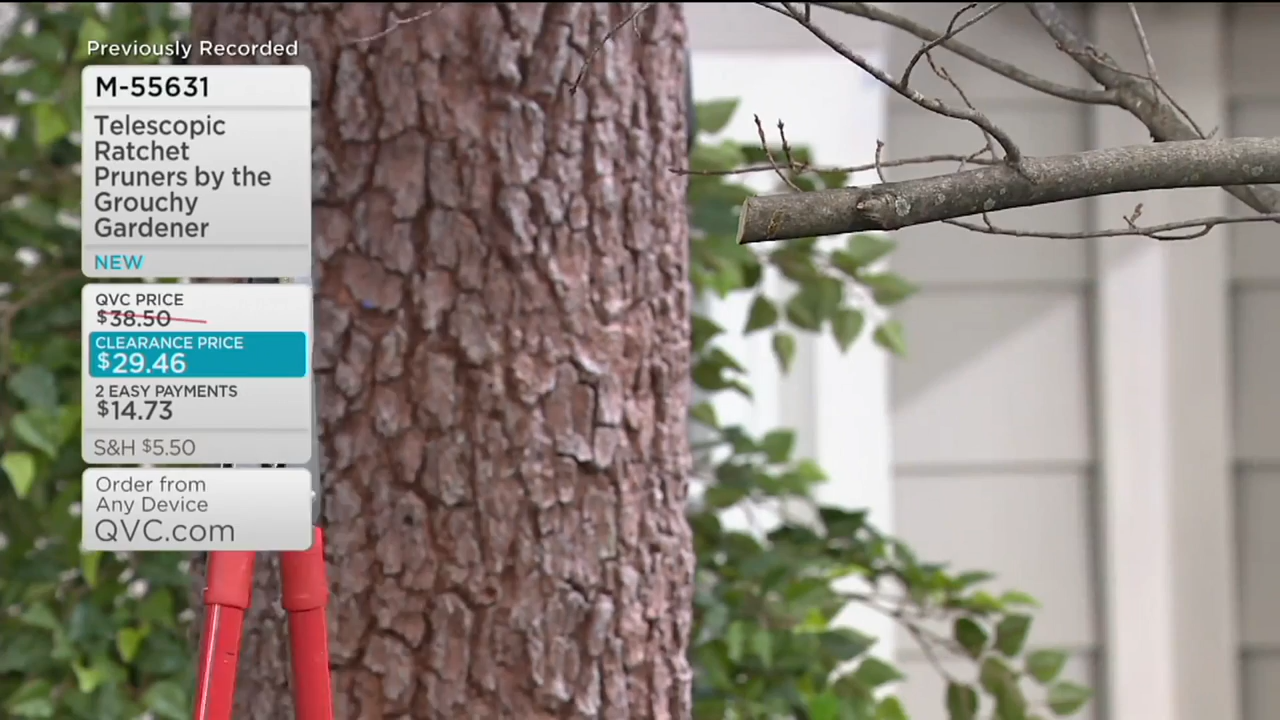 Previously Recorded
M-55631
Telescopic
Ratchet
Pruners by the
Grouchy
Gardener
NEW
QVC PRICE
$38.50
CLEARANCE PRICE
$29.46
2 EASY PAYMENTS
$14.73
S&H $5.50
Order from
Any Device
QVC.com